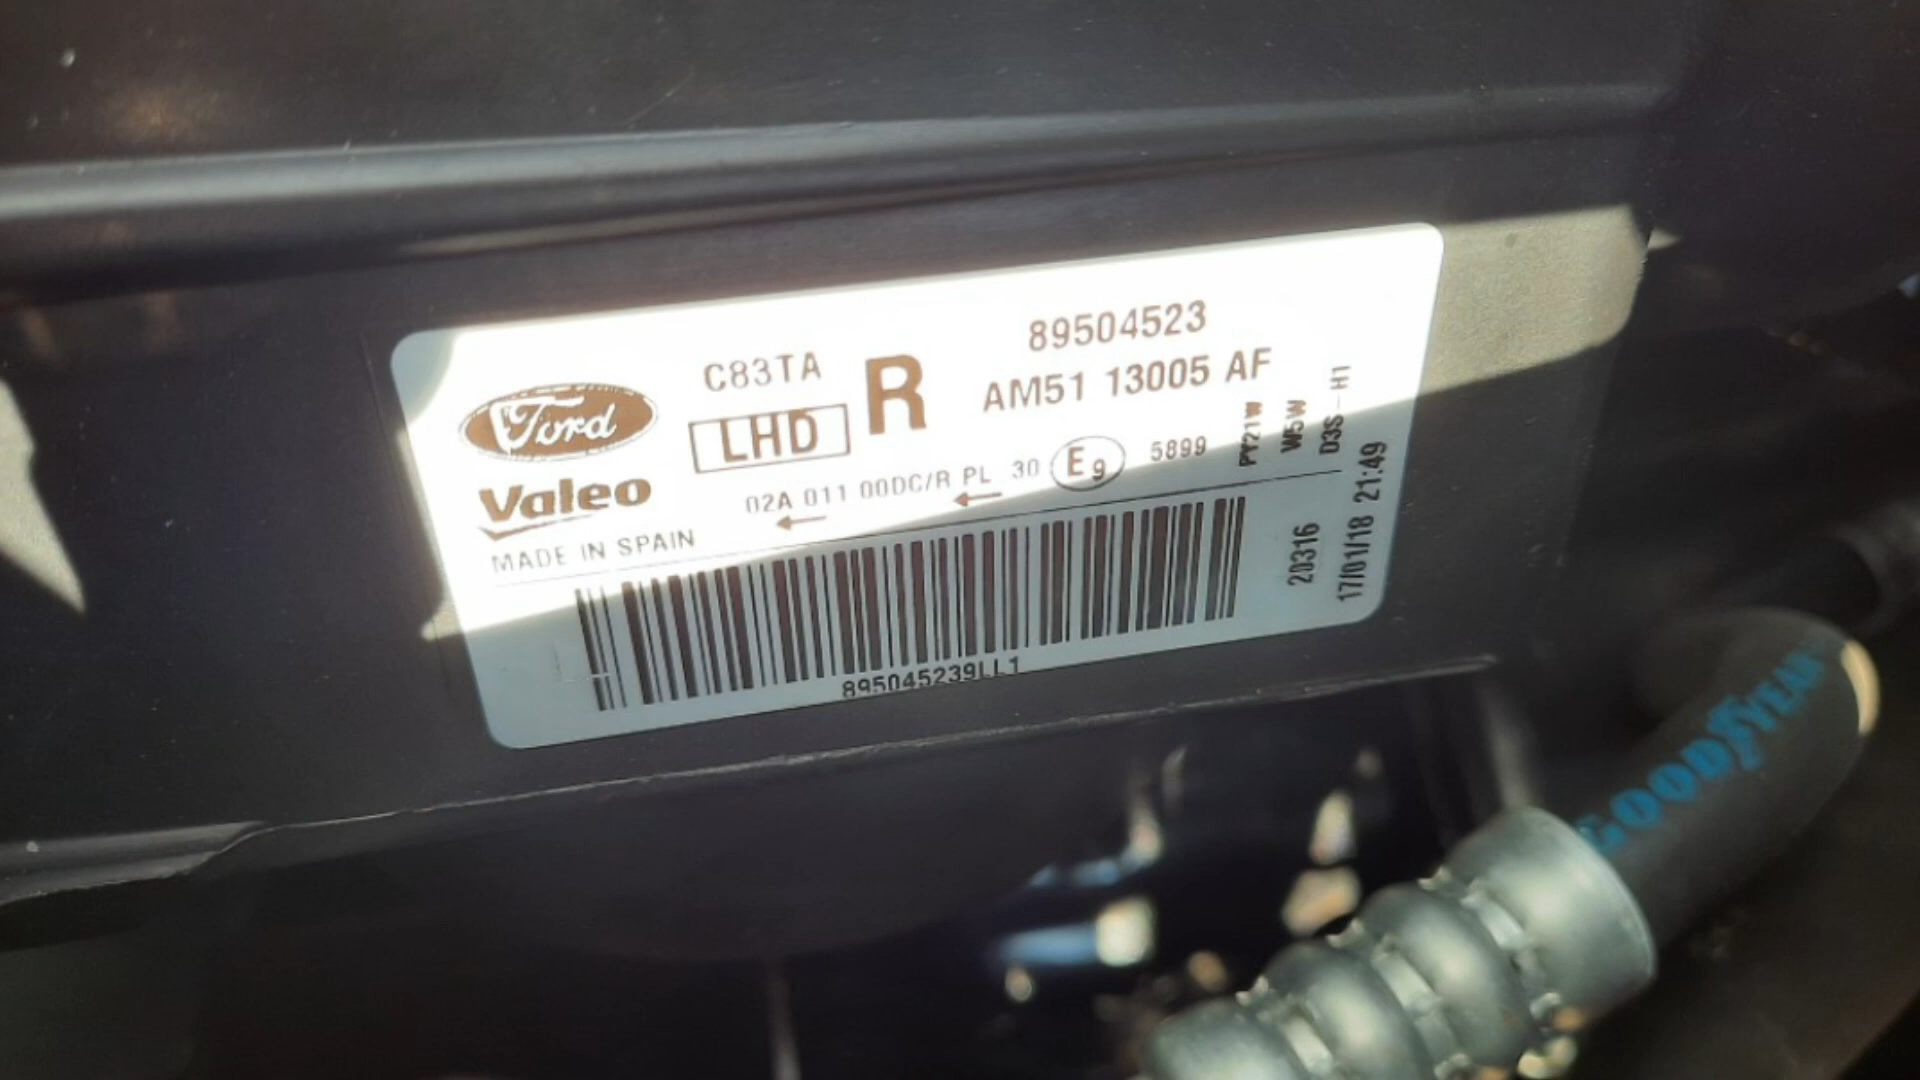 89504523
C83TA
R
AM51 13005 AF
Ford
LHD
Valeo
02A 011 00DC/R PL 30 E9 5899
MADE IN SPAIN
PY21W
W5W
D3S-H1
20316
17/01/18 21:49
895045239LL1
GOODYEAR